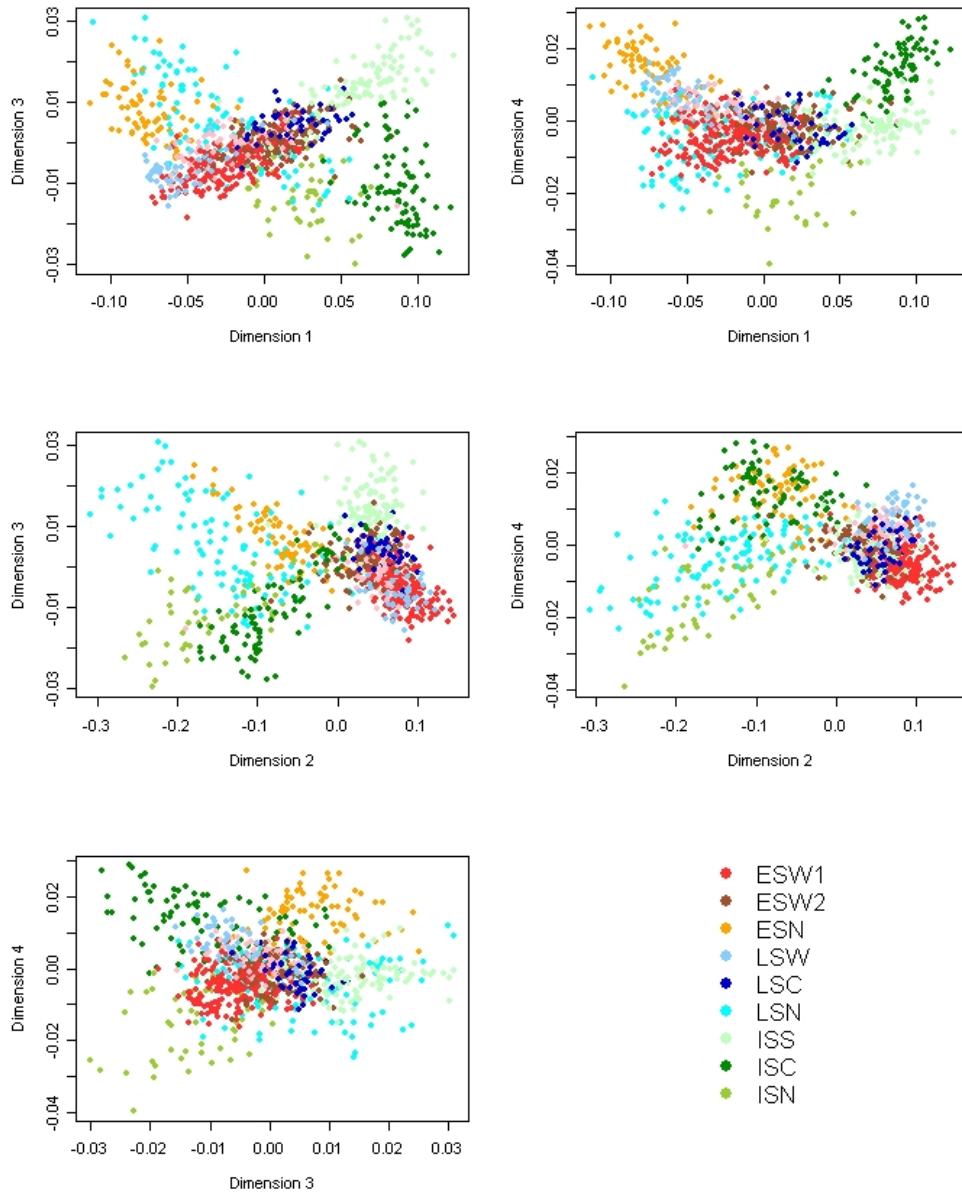 0.03
0.01
-0.01
-0.03
Dimension 3
-0.10 -0.05 0.00 0.05 0.10
Dimension 1
0.02
0.00
-0.02
-0.04
Dimension 4
-0.10 -0.05 0.00 0.05 0.10
Dimension 1
0.03
0.01
-0.01
-0.03
Dimension 3
-0.3 -0.2 -0.1 0.0 0.1
Dimension 2
0.02
0.00
-0.02
-0.04
Dimension 4
-0.3 -0.2 -0.1 0.0 0.1
Dimension 2
0.02
0.00
-0.02
-0.04
Dimension 4
-0.03 -0.02 -0.01 0.00 0.01 0.02 0.03
Dimension 3
ESW1
ESW2
ESN
LSW
LSC
LSN
ISS
ISC
ISN